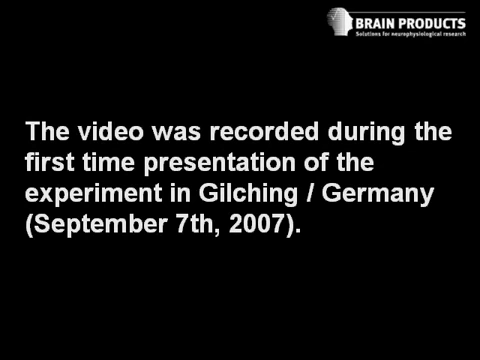 BRAIN PRODUCTS
Solutions for neurophysiological research
The video was recorded during the
first time presentation of the
experiment in Gilching / Germany
(September 7th, 2007).